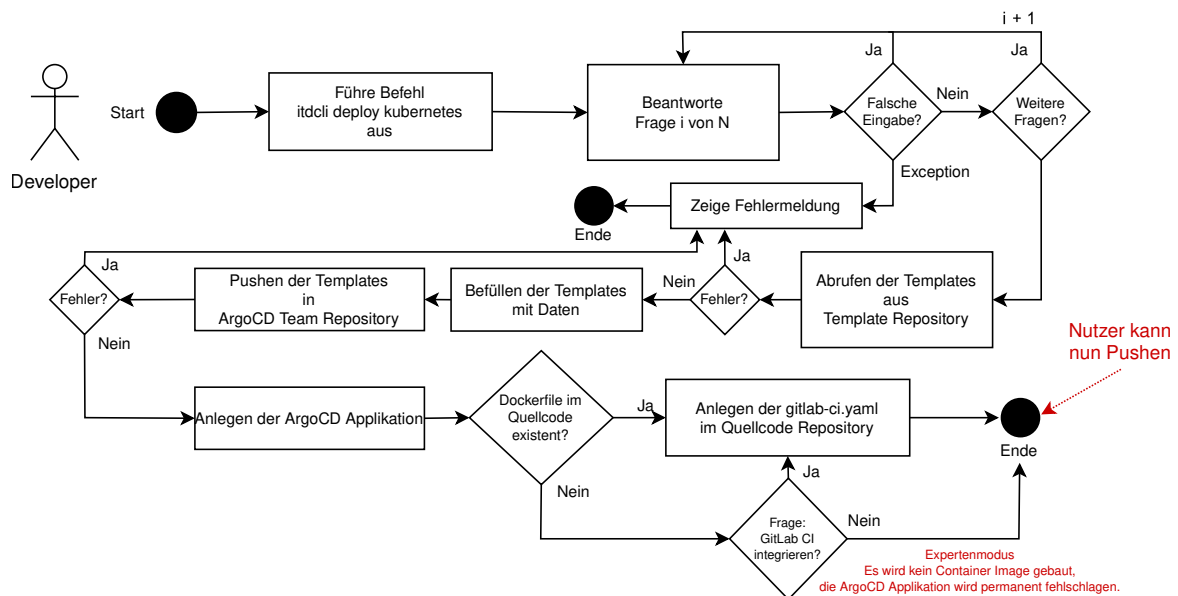 i + 1
Ja
Ja
Start
Führe Befehl
itdcli deploy kubernetes
aus
Beantworte
Frage i von N
Falsche
Eingabe?
Nein
Weitere
Fragen?
Developer
Exception
Zeige Fehlermeldung
Ende
Ja
Fehler?
Nein
Pushen der Templates
in
ArgoCD Team Repository
Befüllen der Templates
mit Daten
Nein
Ja
Fehler?
Abrufen der Templates
aus
Template Repository
Nutzer kann
nun Pushen
Anlegen der ArgoCD Applikation
Dockerfile im
Quellcode
existent?
Ja
Anlegen der gitlab-ci.yaml
im Quellcode Repository
Ende
Nein
Ja
Frage:
GitLab CI
integrieren?
Nein
Expertenmodus
Es wird kein Container Image gebaut,
die ArgoCD Applikation wird permanent fehlschlagen.